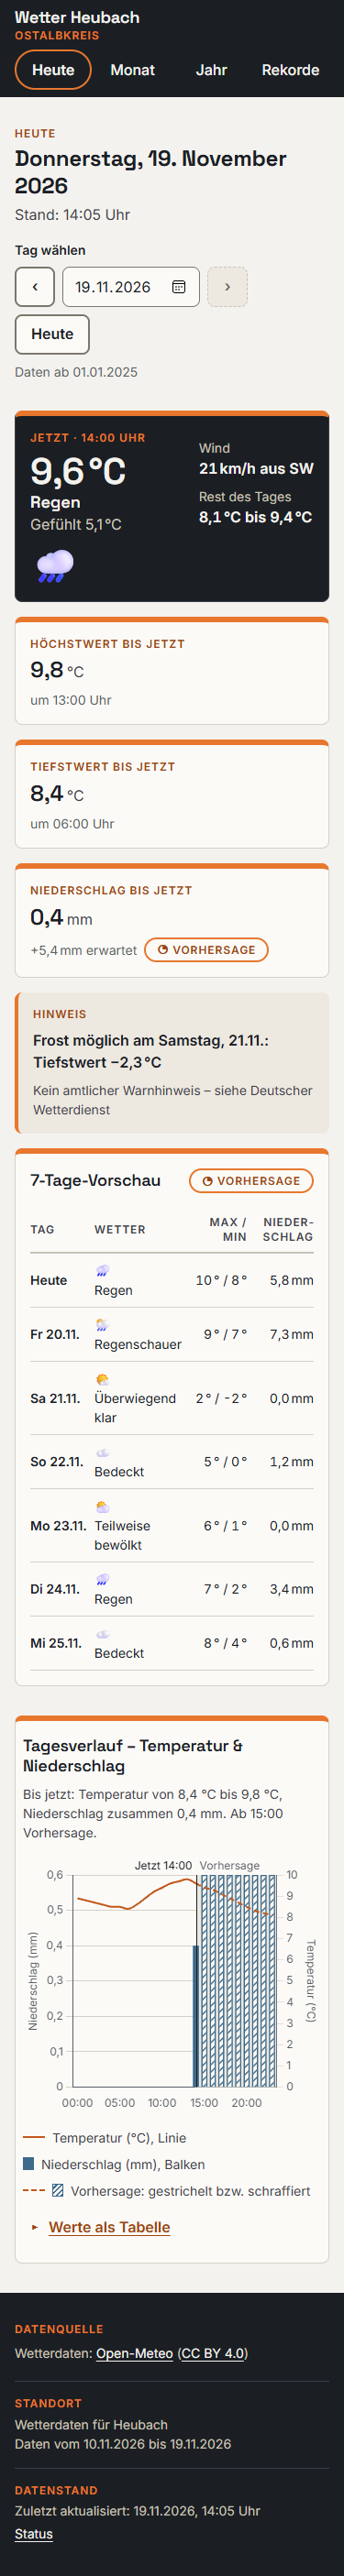 Wetter Heubach
OSTALBKREIS
Heute Monat Jahr Rekorde
HEUTE
Donnerstag, 19. November
2026
Stand: 14:05 Uhr
Tag wählen
‹ 19.11.2026 ›
Heute
Daten ab 01.01.2025
JETZT · 14:00 UHR
9,6 °C
Regen
Gefühlt 5,1 °C
Wind
21 km/h aus SW
Rest des Tages
8,1 °C bis 9,4 °C
HÖCHSTWERT BIS JETZT
9,8 °C
um 13:00 Uhr
TIEFSTWERT BIS JETZT
8,4 °C
um 06:00 Uhr
NIEDERSCHLAG BIS JETZT
0,4 mm
+5,4 mm erwartet VORHERSAGE
HINWEIS
Frost möglich am Samstag, 21.11.:
Tiefstwert −2,3 °C
Kein amtlicher Warnhinweis – siehe Deutscher
Wetterdienst
7-Tage-Vorschau VORHERSAGE
TAG WETTER MAX / MIN NIEDER-SCHLAG
Heute Regen 10 ° / 8 ° 5,8 mm
Fr 20.11. Regenschauer 9 ° / 7 ° 7,3 mm
Sa 21.11. Überwiegend klar 2 ° / -2 ° 0,0 mm
So 22.11. Bedeckt 5 ° / 0 ° 1,2 mm
Mo 23.11. Teilweise bewölkt 6 ° / 1 ° 0,0 mm
Di 24.11. Regen 7 ° / 2 ° 3,4 mm
Mi 25.11. Bedeckt 8 ° / 4 ° 0,6 mm
Tagesverlauf – Temperatur &
Niederschlag
Bis jetzt: Temperatur von 8,4 °C bis 9,8 °C,
Niederschlag zusammen 0,4 mm. Ab 15:00
Vorhersage.
Jetzt 14:00 Vorhersage
Niederschlag (mm)
0,6
0,5
0,4
0,3
0,2
0,1
0
10
9
8
7
6
5
4
3
2
1
0
Temperatur (°C)
00:00 05:00 10:00 15:00 20:00
Temperatur (°C), Linie
Niederschlag (mm), Balken
Vorhersage: gestrichelt bzw. schraffiert
Werte als Tabelle
DATENQUELLE
Wetterdaten: Open-Meteo (CC BY 4.0)
STANDORT
Wetterdaten für Heubach
Daten vom 10.11.2026 bis 19.11.2026
DATENSTAND
Zuletzt aktualisiert: 19.11.2026, 14:05 Uhr
Status